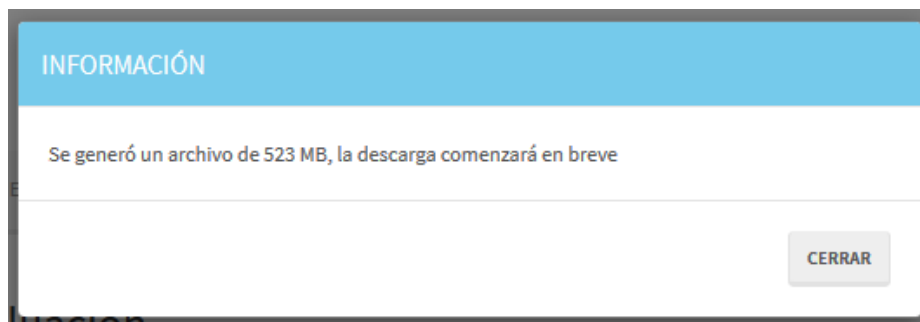 INFORMACIÓN
Se generó un archivo de 523 MB, la descarga comenzará en breve
CERRAR